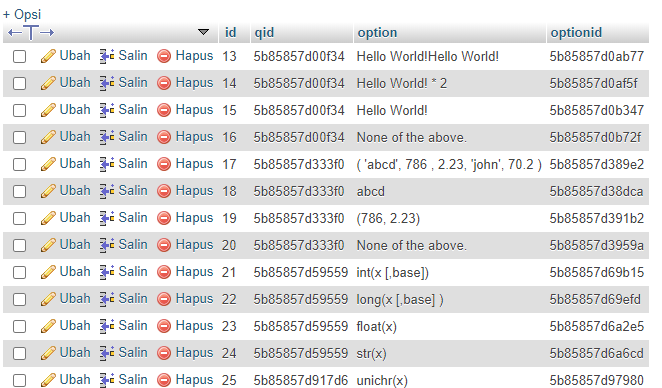 + Opsi
id qid option optionid
Ubah Salin Hapus 13 5b85857d00f34 Hello World!Hello World! 5b85857d0ab77
Ubah Salin Hapus 14 5b85857d00f34 Hello World! * 2 5b85857d0af5f
Ubah Salin Hapus 15 5b85857d00f34 Hello World! 5b85857d0b347
Ubah Salin Hapus 16 5b85857d00f34 None of the above. 5b85857d0b72f
Ubah Salin Hapus 17 5b85857d333f0 ( 'abcd', 786 , 2.23, 'john', 70.2 ) 5b85857d389e2
Ubah Salin Hapus 18 5b85857d333f0 abcd 5b85857d38dca
Ubah Salin Hapus 19 5b85857d333f0 (786, 2.23) 5b85857d391b2
Ubah Salin Hapus 20 5b85857d333f0 None of the above. 5b85857d3959a
Ubah Salin Hapus 21 5b85857d59559 int(x [,base]) 5b85857d69b15
Ubah Salin Hapus 22 5b85857d59559 long(x [,base] ) 5b85857d69efd
Ubah Salin Hapus 23 5b85857d59559 float(x) 5b85857d6a2e5
Ubah Salin Hapus 24 5b85857d59559 str(x) 5b85857d6a6cd
Ubah Salin Hapus 25 5b85857d917d6 unichr(x) 5b85857d97980